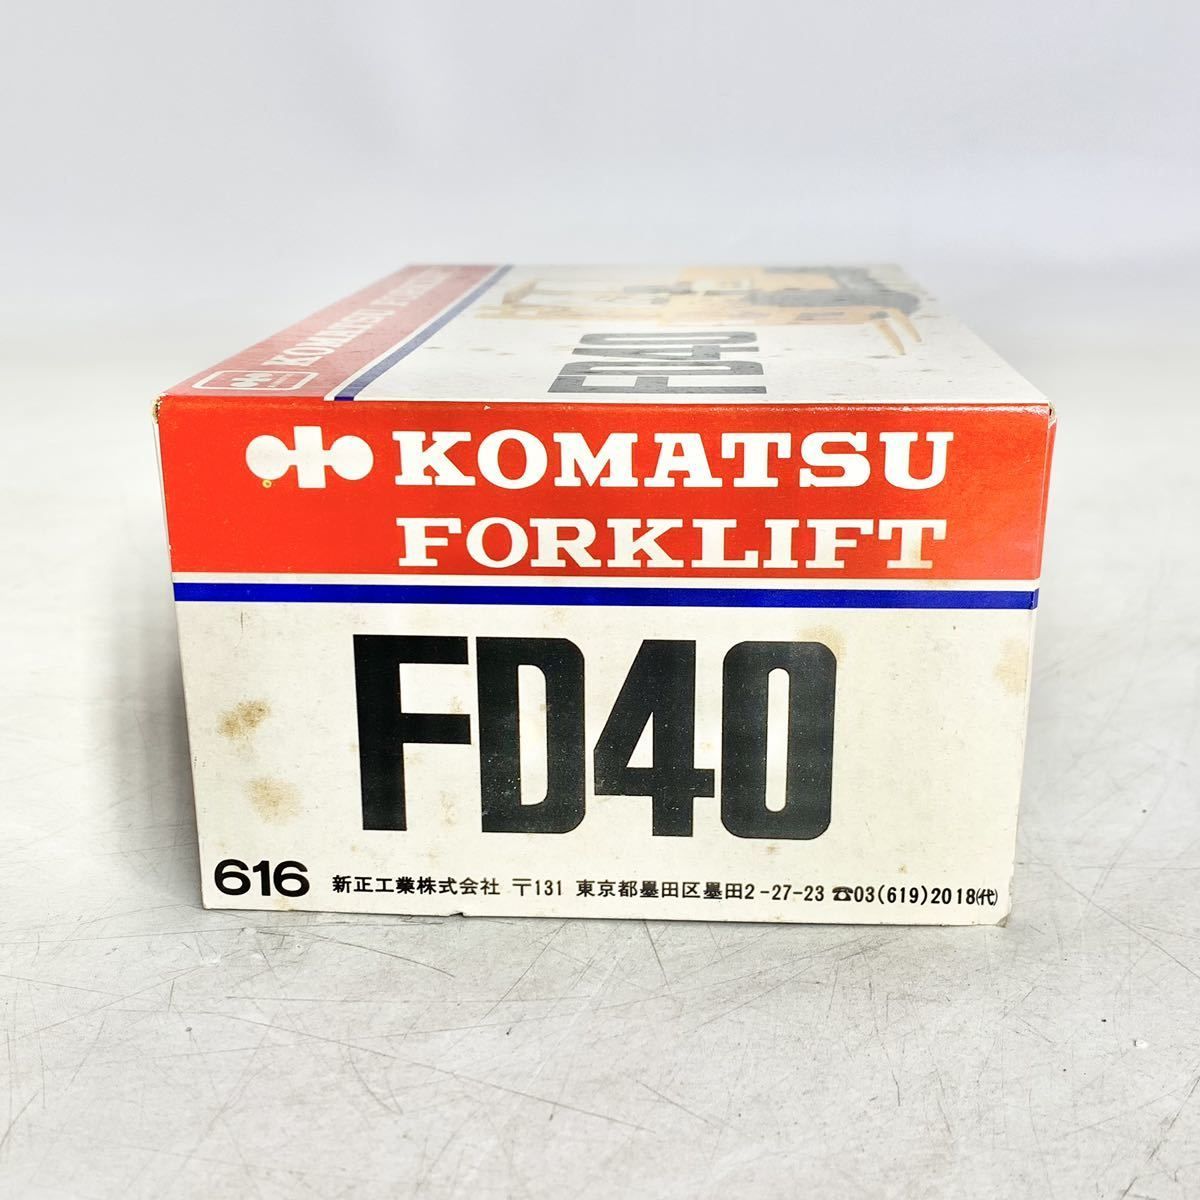 KOMATSU FORKLIFT
FD40
KOMATSU
FORKLIFT
FD40
616 新正工業株式会社 〒131 東京都墨田区墨田2-27-23 ☎03(619)2018(代)